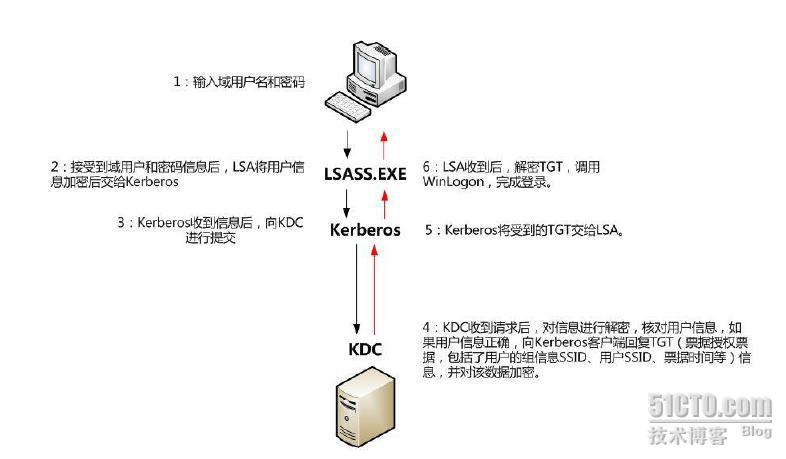 1：输入域用户名和密码
2：接受到域用户和密码信息后，LSA将用户信
息加密后交给Kerberos
LSASS.EXE
6：LSA收到后，解密TGT，调用
WinLogon，完成登录。
3：Kerberos收到信息后，向KDC
进行提交
Kerberos
5：Kerberos将受到的TGT交给LSA。
KDC
4：KDC收到请求后，对信息进行解密，核对用户信息，如
果用户信息正确，向Kerberos客户端回复TGT（票据授权票
据，包括了用户的组信息SSID、用户SSID、票据时间等）信
息，并对该数据加密。
51CTO.com
技术博客 Blog